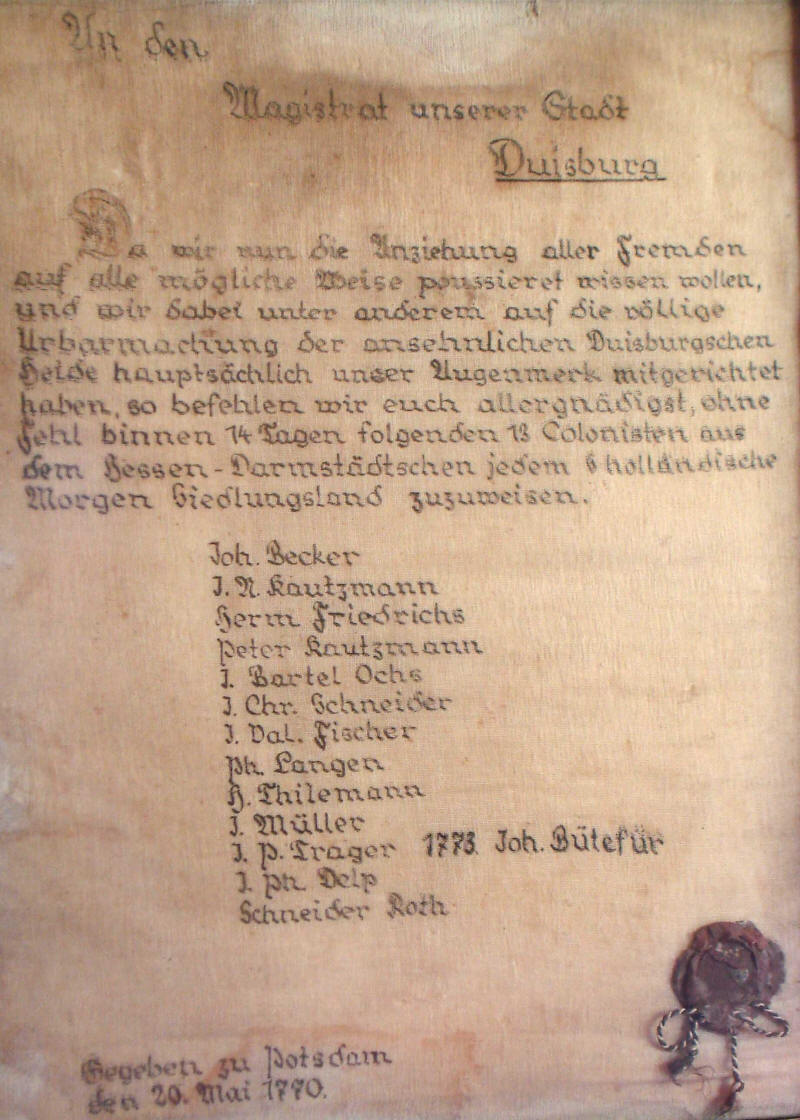 An den
Magistrat unserer Stadt
Duisburg
Da wir nun die Anziehung aller Fremden
auf alle mögliche Weise poussieret wissen wollen,
und wir dabei unter anderem auf die völlige
Urbarmachung der ansehnlichen Duisburgschen
Heide hauptsächlich unser Augenmerk mitgerichtet
haben, so befehlen wir euch allergnädigst, ohne
Fehl binnen 14 Tagen folgenden 13 Colonisten aus
dem Hessen-Darmstädtschen jedem 6 holländische
Morgen Siedlungsland zuzuweisen.
Joh. Becker
J. N. Kautzmann
Herm Friedrichs
Peter Kautzmann
J. Bartel Ochs
J. Chr. Schneider
J. Val. Fischer
Ph. Langen
H. Thilemann
J. Müller
J. P. Trager 1773. Joh. Bütefür
J. Ph. Delp
Schneider Roth
Gegeben zu Potsdam
den 20. Mai 1770.